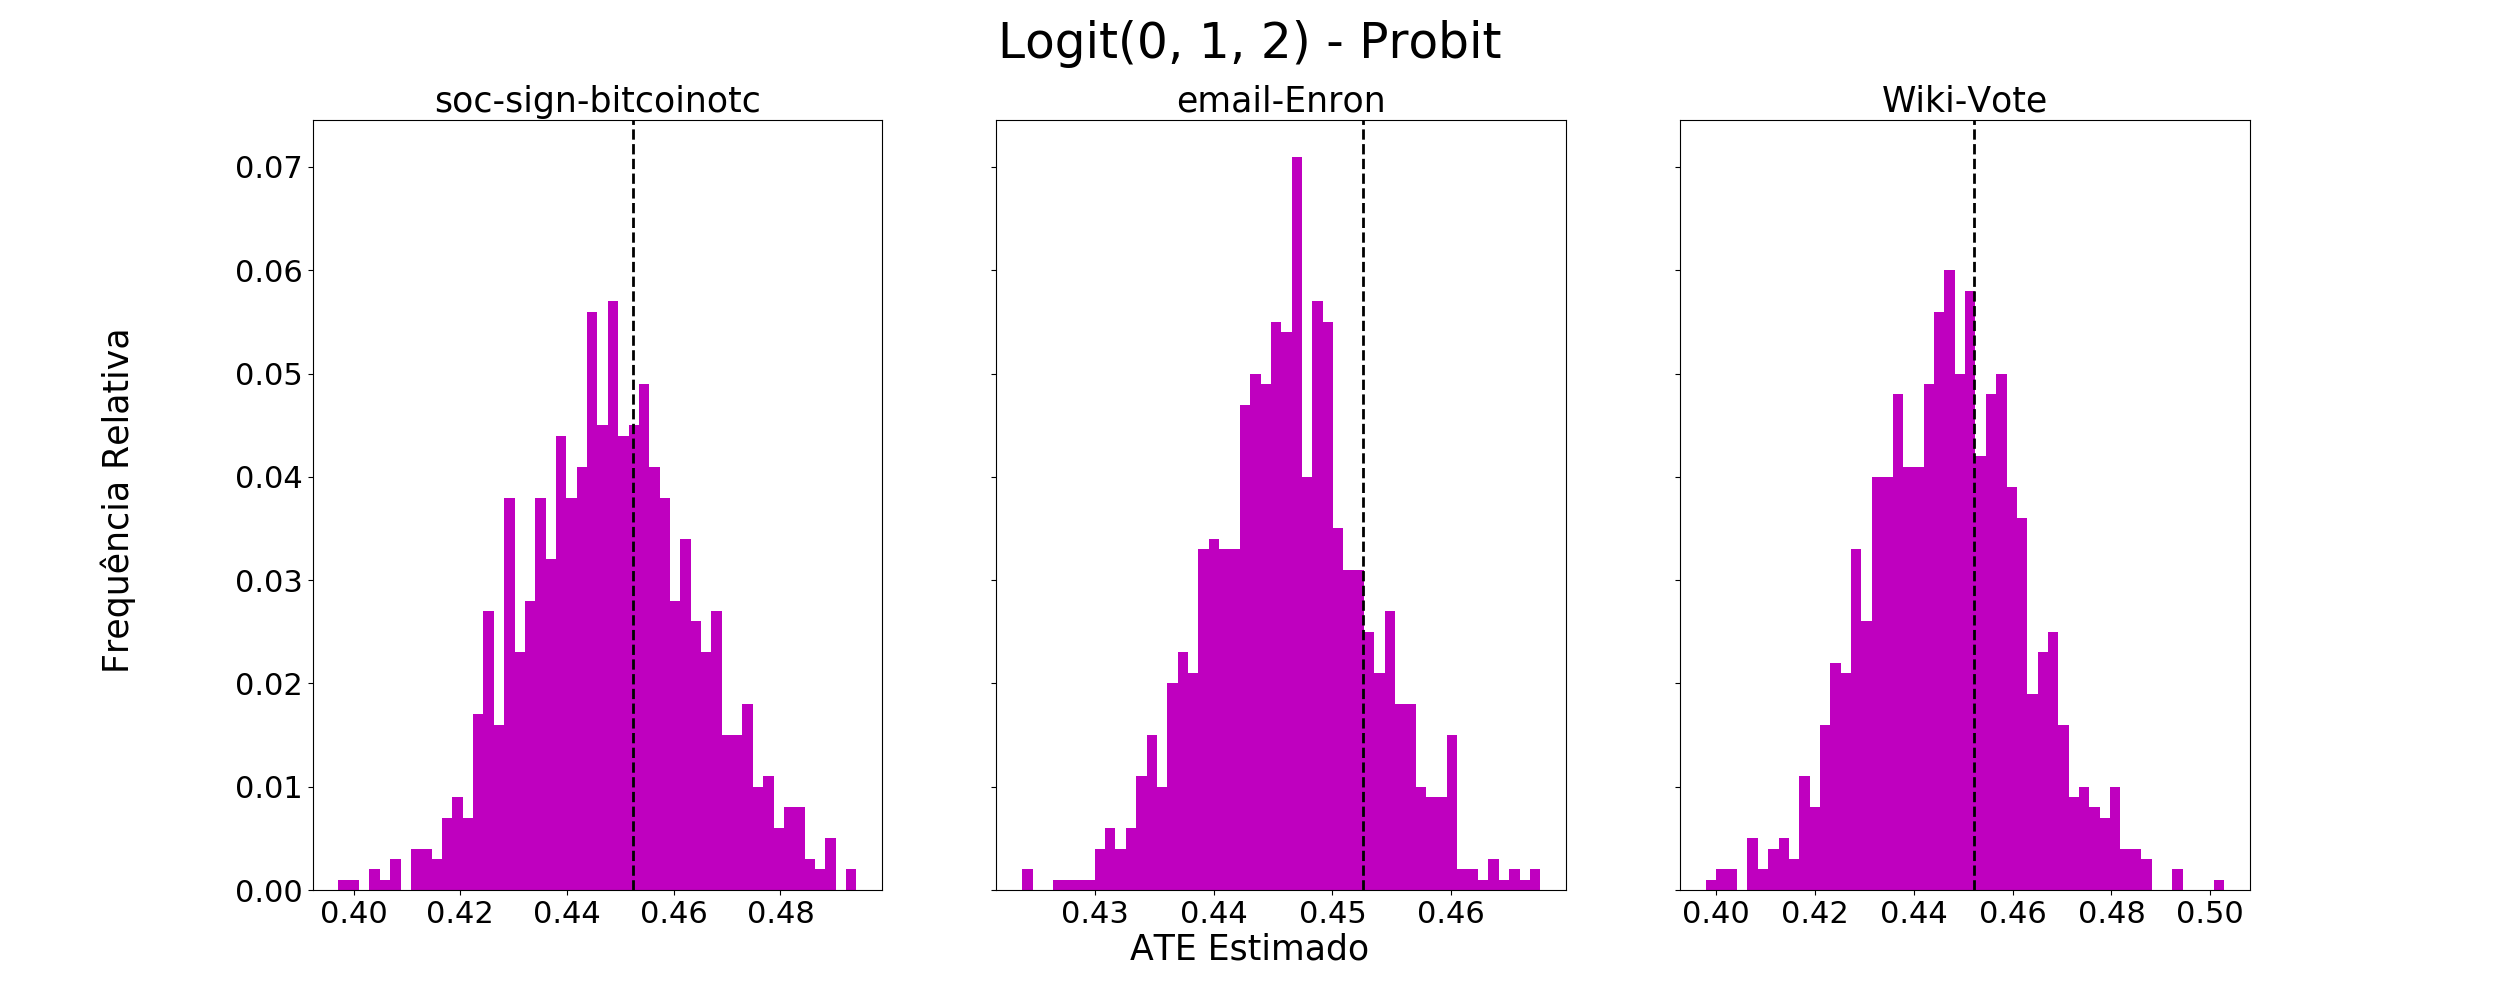 Logit(0, 1, 2) - Probit
soc-sign-bitcoinotc
email-Enron
Wiki-Vote
Frequência Relativa
0.07
0.06
0.05
0.04
0.03
0.02
0.01
0.00
0.40 0.42 0.44 0.46 0.48
0.43 0.44 0.45 0.46
0.40 0.42 0.44 0.46 0.48 0.50
ATE Estimado